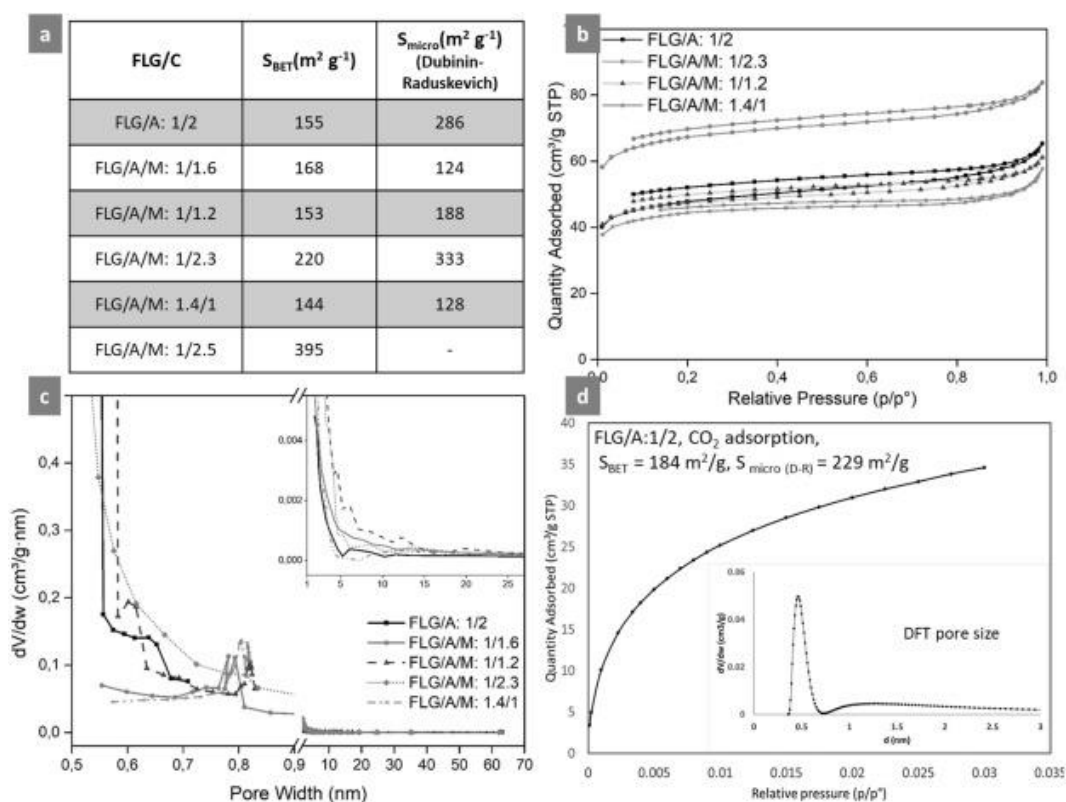 a
FLG/C S_BET(m² g⁻¹) S_micro(m² g⁻¹)
(Dubinin-
Raduskevich)
FLG/A: 1/2 155 286
FLG/A/M: 1/1.6 168 124
FLG/A/M: 1/1.2 153 188
FLG/A/M: 1/2.3 220 333
FLG/A/M: 1.4/1 144 128
FLG/A/M: 1/2.5 395 -
b
FLG/A: 1/2
FLG/A/M: 1/2.3
FLG/A/M: 1/1.2
FLG/A/M: 1.4/1
Quantity Adsorbed (cm³/g STP)
80
60
40
20
0
0,2 0,4 0,6 0,8 1,0
Relative Pressure (p/p°)
c
dV/dw (cm³/g·nm)
0,4
0,3
0,2
0,1
0,0
0,5 0,6 0,7 0,8 0,9 10 20 30 40 50 60 70
Pore Width (nm)
0.004
0.002
0.000
1 5 10 15 20 25
FLG/A: 1/2
FLG/A/M: 1/1.6
FLG/A/M: 1/1.2
FLG/A/M: 1/2.3
FLG/A/M: 1.4/1
d
FLG/A:1/2, CO₂ adsorption,
S_BET = 184 m²/g, S_micro (D-R) = 229 m²/g
Quantity Adsorbed (cm³/g STP)
40
35
30
25
20
15
10
5
0
0 0.005 0.01 0.015 0.02 0.025 0.03 0.035
Relative pressure (p/p°)
DFT pore size
dV/dw (cm3/g)
0.06
0.04
0.02
0
0 0.5 1 1.5 2 2.5 3
d (nm)